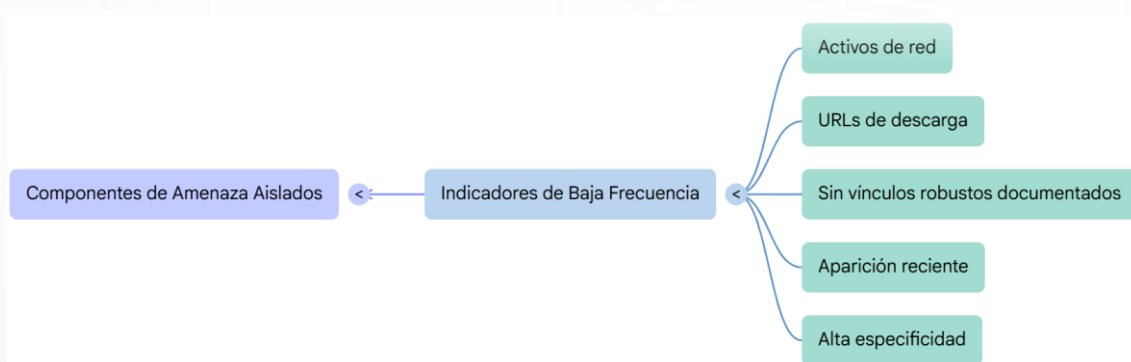 Componentes de Amenaza Aislados
<
Indicadores de Baja Frecuencia
<
Activos de red
URLs de descarga
Sin vínculos robustos documentados
Aparición reciente
Alta especificidad